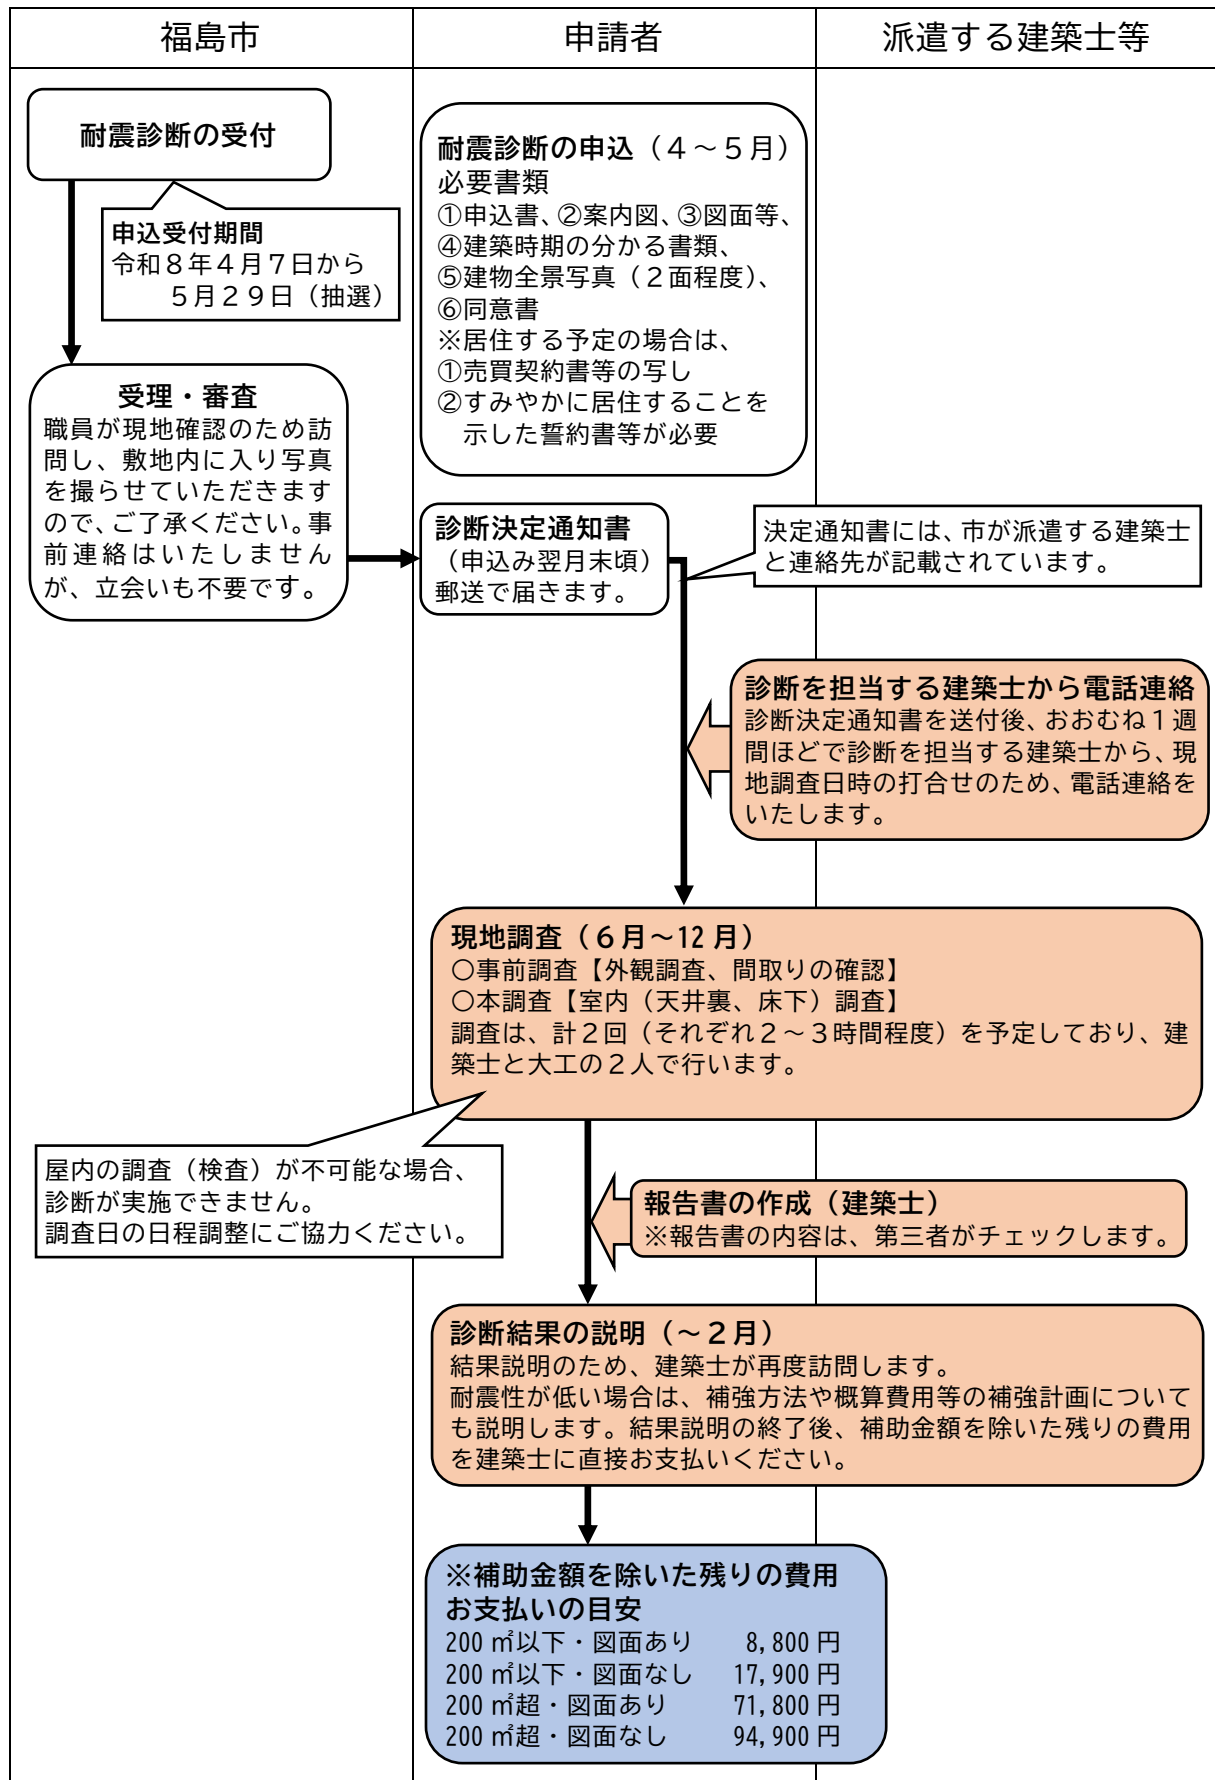 福島市
申請者
派遣する建築士等
耐震診断の受付
申込受付期間
令和８年４月７日から
５月２９日（抽選）
受理・審査
職員が現地確認のため訪
問し、敷地内に入り写真
を撮らせていただきます
ので、ご了承ください。事
前連絡はいたしません
が、立会いも不要です。
耐震診断の申込（４～５月）
必要書類
①申込書、②案内図、③図面等、
④建築時期の分かる書類、
⑤建物全景写真（２面程度）、
⑥同意書
※居住する予定の場合は、
①売買契約書等の写し
②すみやかに居住することを
示した誓約書等が必要
診断決定通知書
（申込み翌月末頃）
郵送で届きます。
決定通知書には、市が派遣する建築士
と連絡先が記載されています。
診断を担当する建築士から電話連絡
診断決定通知書を送付後、おおむね１週
間ほどで診断を担当する建築士から、現
地調査日時の打合せのため、電話連絡を
いたします。
現地調査（６月～12月）
○事前調査【外観調査、間取りの確認】
○本調査【室内（天井裏、床下）調査】
調査は、計２回（それぞれ２～３時間程度）を予定しており、建
築士と大工の２人で行います。
屋内の調査（検査）が不可能な場合、
診断が実施できません。
調査日の日程調整にご協力ください。
報告書の作成（建築士）
※報告書の内容は、第三者がチェックします。
診断結果の説明（～２月）
結果説明のため、建築士が再度訪問します。
耐震性が低い場合は、補強方法や概算費用等の補強計画について
も説明します。結果説明の終了後、補助金額を除いた残りの費用
を建築士に直接お支払いください。
※補助金額を除いた残りの費用
お支払いの目安
200㎡以下・図面あり 8,800円
200㎡以下・図面なし 17,900円
200㎡超・図面あり 71,800円
200㎡超・図面なし 94,900円